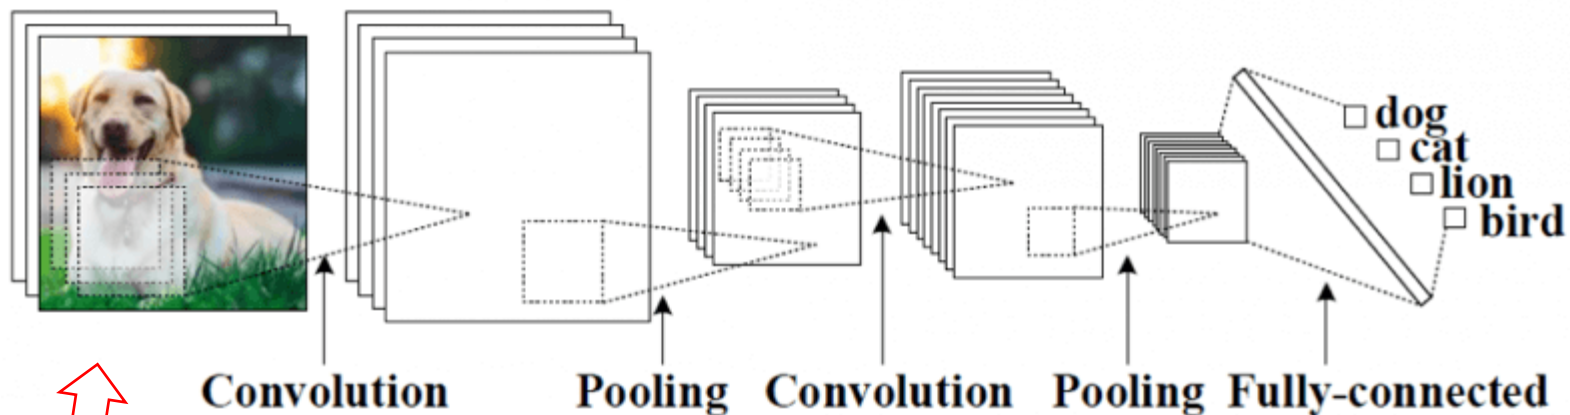 dog
cat
lion
bird
Convolution
Pooling
Convolution
Pooling
Fully-connected